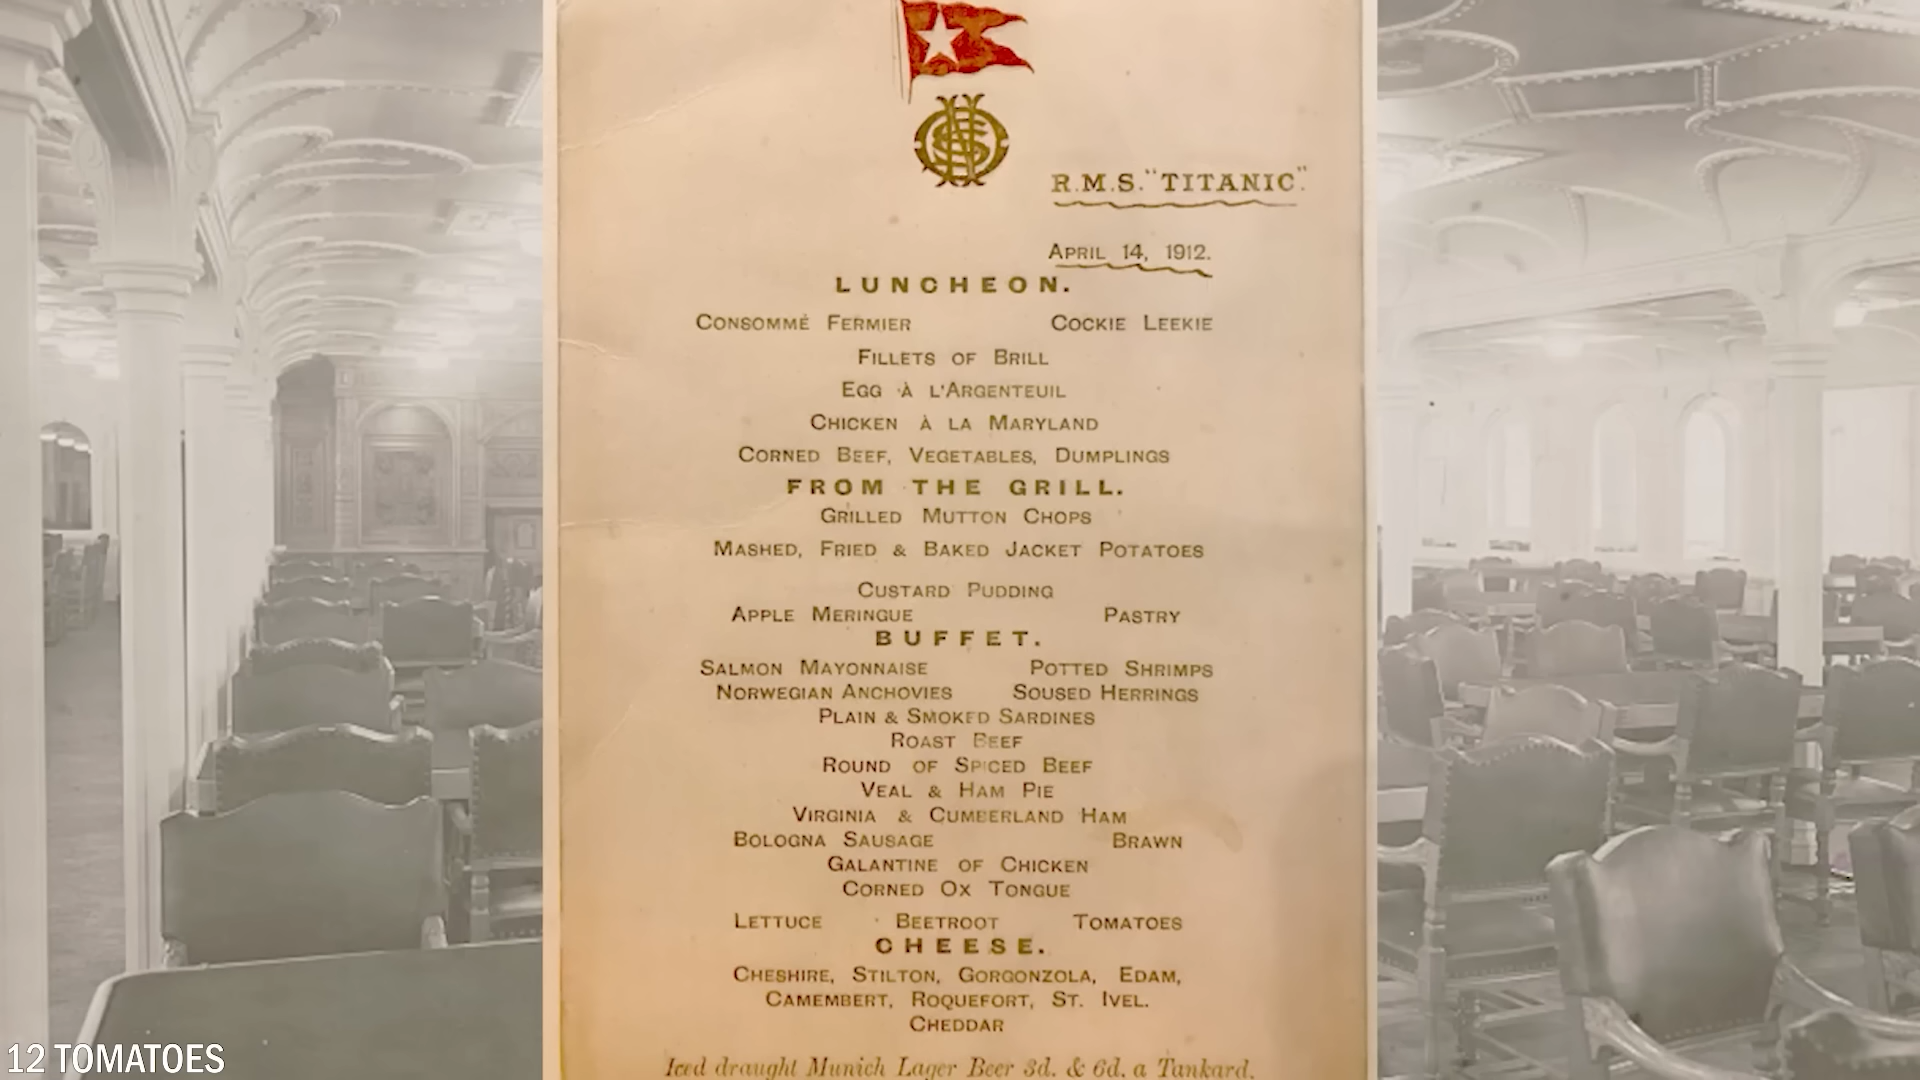 R.M.S. "TITANIC".
APRIL 14, 1912.
LUNCHEON.
CONSOMMÉ FERMIER COCKIE LEEKIE
FILLETS OF BRILL
EGG À L'ARGENTEUIL
CHICKEN À LA MARYLAND
CORNED BEEF, VEGETABLES, DUMPLINGS
FROM THE GRILL.
GRILLED MUTTON CHOPS
MASHED, FRIED & BAKED JACKET POTATOES
CUSTARD PUDDING
APPLE MERINGUE PASTRY
BUFFET.
SALMON MAYONNAISE POTTED SHRIMPS
NORWEGIAN ANCHOVIES SOUSED HERRINGS
PLAIN & SMOKED SARDINES
ROAST BEEF
ROUND OF SPICED BEEF
VEAL & HAM PIE
VIRGINIA & CUMBERLAND HAM
BOLOGNA SAUSAGE BRAWN
GALANTINE OF CHICKEN
CORNED OX TONGUE
LETTUCE BEETROOT TOMATOES
CHEESE.
CHESHIRE, STILTON, GORGONZOLA, EDAM,
CAMEMBERT, ROQUEFORT, ST. IVEL.
CHEDDAR
Iced draught Munich Lager Beer 3d. & 6d. a Tankard.
12 TOMATOES